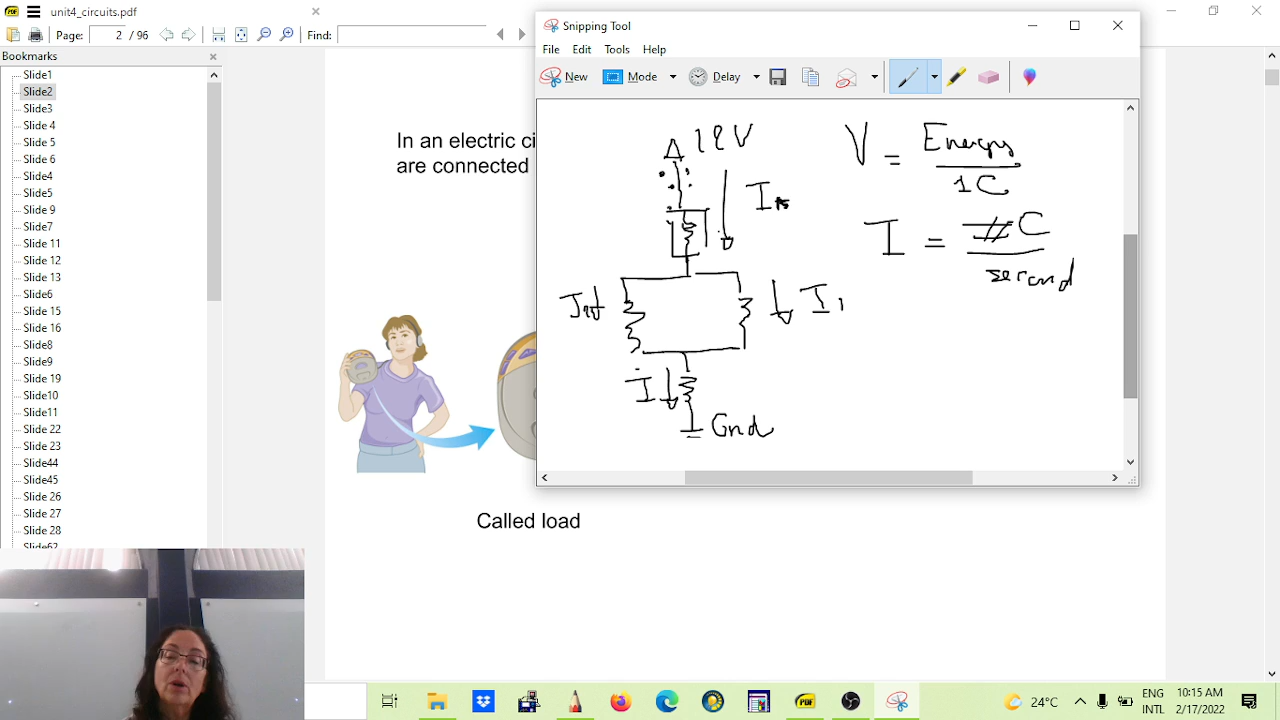 unit4_circuits.pdf
Page: 2 / 96 Find:
Bookmarks
Slide1
Slide2
Slide3
Slide 4
Slide 5
Slide 6
Slide4
Slide5
Slide 9
Slide7
Slide 11
Slide 12
Slide 13
Slide6
Slide 15
Slide 16
Slide8
Slide9
Slide 19
Slide10
Slide11
Slide 22
Slide 23
Slide44
Slide45
Slide 26
Slide 27
Slide 28
Slide62
In an electric
are connected
Called load
Snipping Tool
File Edit Tools Help
New Mode Delay
12V
V = Energy
1C
I = #C
second
I
I
Gnd
24°C
ENG
INTL
10:15 AM
2/17/2022